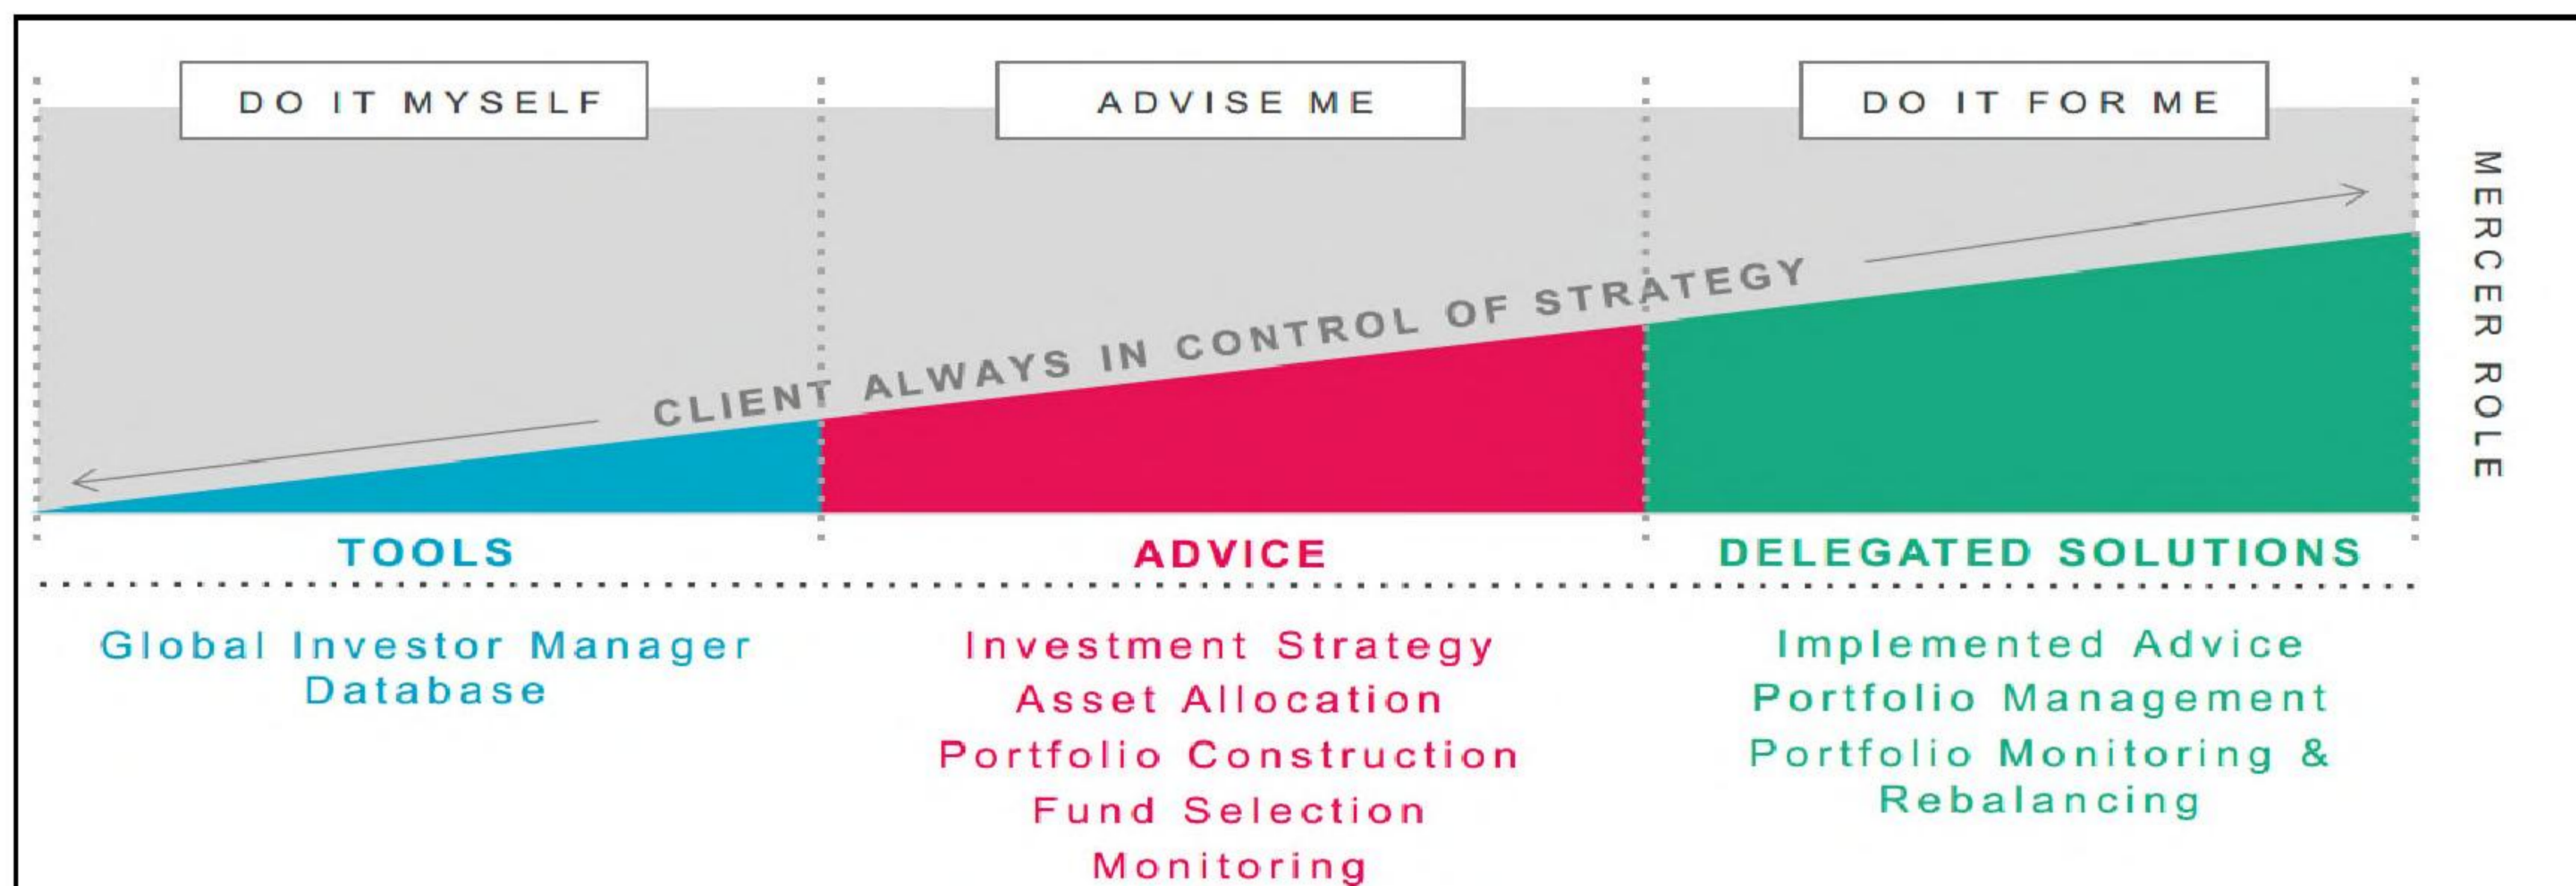 DO IT MYSELF
ADVISE ME
DO IT FOR ME
MERCER ROLE
CLIENT ALWAYS IN CONTROL OF STRATEGY
TOOLS
Global Investor Manager
Database
ADVICE
Investment Strategy
Asset Allocation
Portfolio Construction
Fund Selection
Monitoring
DELEGATED SOLUTIONS
Implemented Advice
Portfolio Management
Portfolio Monitoring &
Rebalancing